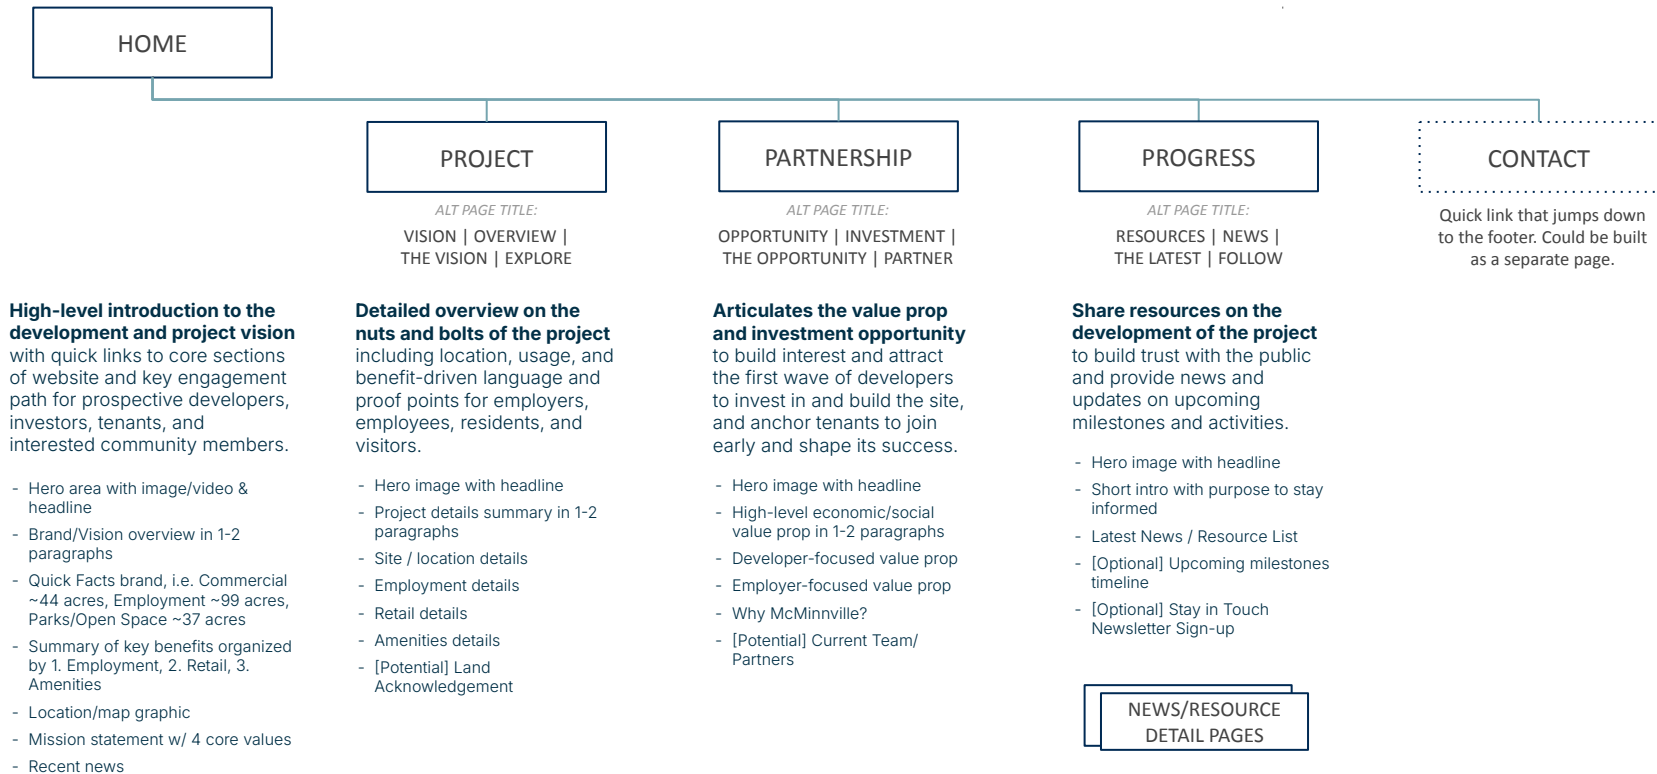 HOME
PROJECT
PARTNERSHIP
PROGRESS
CONTACT
ALT PAGE TITLE:
VISION | OVERVIEW |
THE VISION | EXPLORE
ALT PAGE TITLE:
OPPORTUNITY | INVESTMENT |
THE OPPORTUNITY | PARTNER
ALT PAGE TITLE:
RESOURCES | NEWS |
THE LATEST | FOLLOW
Quick link that jumps down
to the footer. Could be built
as a separate page.
High-level introduction to the
development and project vision
with quick links to core sections
of website and key engagement
path for prospective developers,
investors, tenants, and
interested community members.
- Hero area with image/video &
headline
- Brand/Vision overview in 1-2
paragraphs
- Quick Facts brand, i.e. Commercial
~44 acres, Employment ~99 acres,
Parks/Open Space ~37 acres
- Summary of key benefits organized
by 1. Employment, 2. Retail, 3.
Amenities
- Location/map graphic
- Mission statement w/ 4 core values
- Recent news
Detailed overview on the
nuts and bolts of the project
including location, usage, and
benefit-driven language and
proof points for employers,
employees, residents, and
visitors.
- Hero image with headline
- Project details summary in 1-2
paragraphs
- Site / location details
- Employment details
- Retail details
- Amenities details
- [Potential] Land
Acknowledgement
Articulates the value prop
and investment opportunity
to build interest and attract
the first wave of developers
to invest in and build the site,
and anchor tenants to join
early and shape its success.
- Hero image with headline
- High-level economic/social
value prop in 1-2 paragraphs
- Developer-focused value prop
- Employer-focused value prop
- Why McMinnville?
- [Potential] Current Team/
Partners
Share resources on the
development of the project
to build trust with the public
and provide news and
updates on upcoming
milestones and activities.
- Hero image with headline
- Short intro with purpose to stay
informed
- Latest News / Resource List
- [Optional] Upcoming milestones
timeline
- [Optional] Stay in Touch
Newsletter Sign-up
NEWS/RESOURCE
DETAIL PAGES